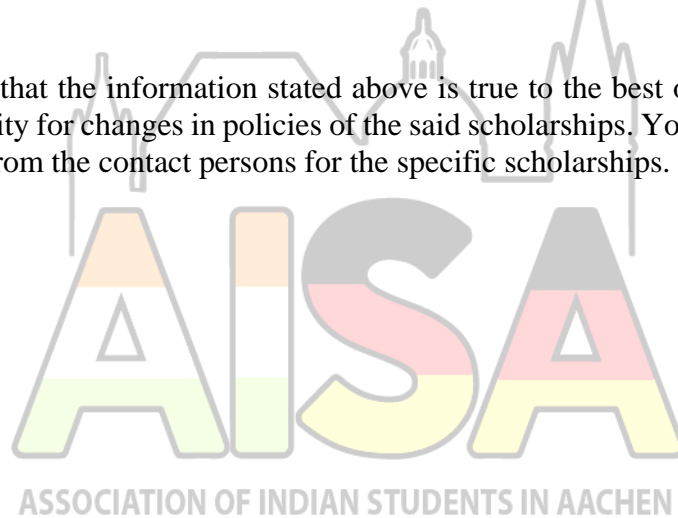 that the information stated above is true to the best o
ity for changes in policies of the said scholarships. Yo
rom the contact persons for the specific scholarships.
AISA
ASSOCIATION OF INDIAN STUDENTS IN AACHEN